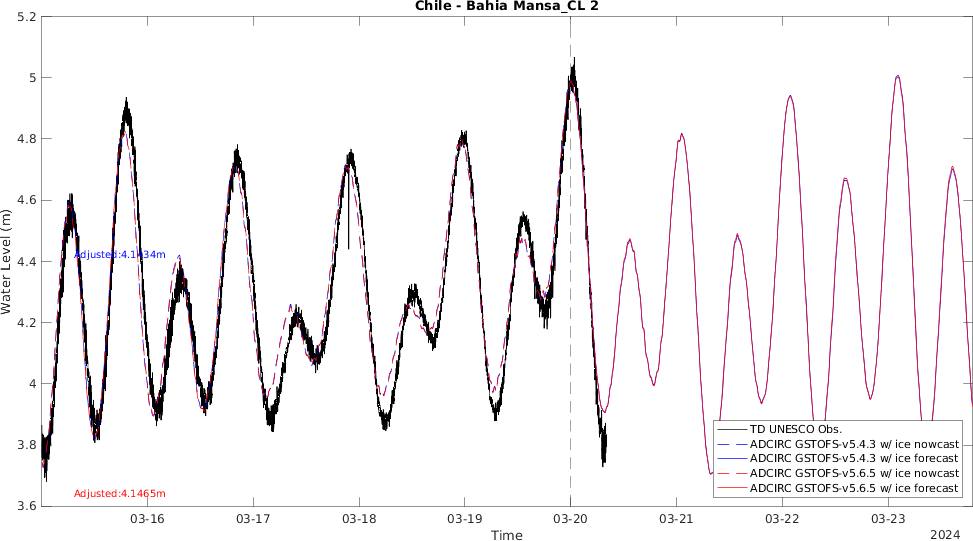 Chile - Bahia Mansa_CL 2
5.2
5
4.8
4.6
4.4
4.2
4
3.8
3.6
Water Level (m)
Adjusted:4.1434m
Adjusted:4.1465m
TD UNESCO Obs.
ADCIRC GSTOFS-v5.4.3 w/ ice nowcast
ADCIRC GSTOFS-v5.4.3 w/ ice forecast
ADCIRC GSTOFS-v5.6.5 w/ ice nowcast
ADCIRC GSTOFS-v5.6.5 w/ ice forecast
03-16 03-17 03-18 03-19 03-20 03-21 03-22 03-23
Time
2024